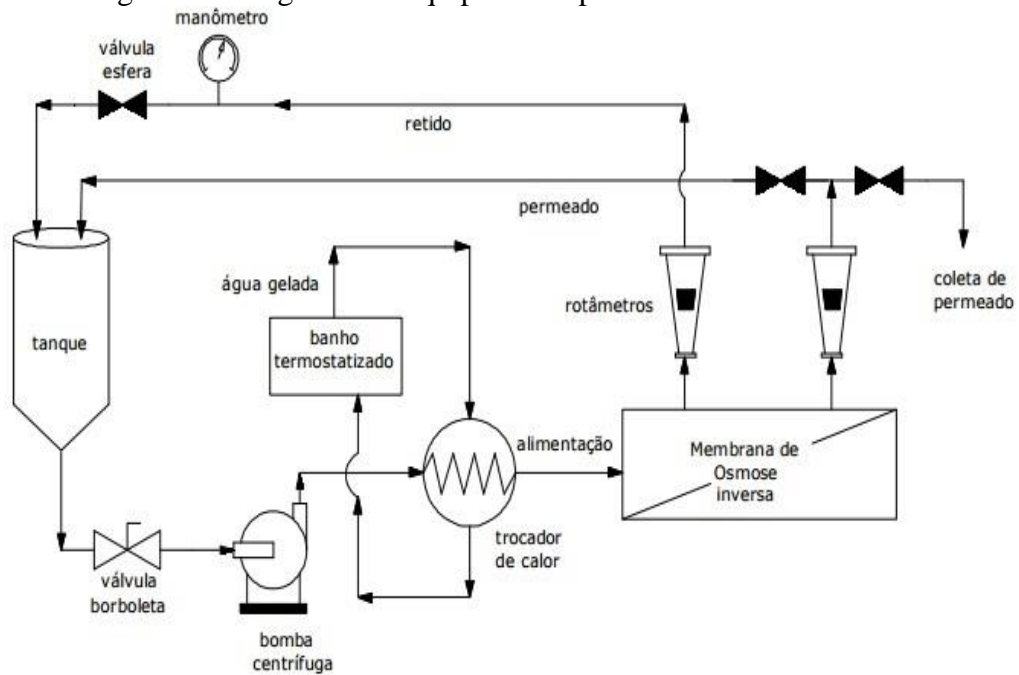 manômetro
válvula
esfera
retido
permeado
água gelada
rotâmetros
coleta de
permeado
tanque
banho
termostatizado
alimentação
Membrana de
Osmose
inversa
trocador
de calor
válvula
borboleta
bomba
centrífuga